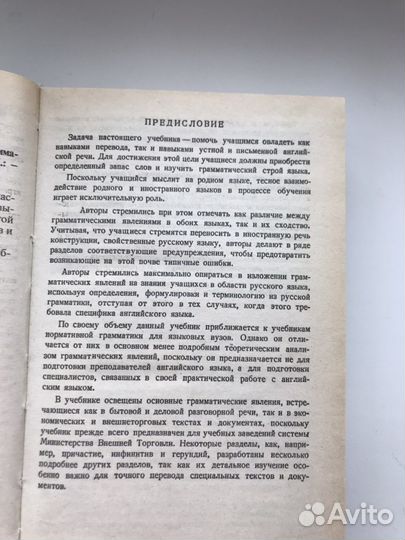 ПРЕДИСЛОВИЕ
Задача настоящего учебника — помочь учащимся овладеть как
навыками перевода, так и навыками устной и письменной англий-
ской речи. Для достижения этой цели учащиеся должны приобрести
определенный запас слов и изучить грамматический строй языка.
Поскольку учащийся мыслит на родном языке, тесное взаимо-
действие родного и иностранного языков в процессе обучения
играет исключительную роль.
Авторы стремились при этом отмечать как различие между
грамматическими явлениями в обоих языках, так и их сходство.
Учитывая, что учащиеся стремятся переносить в иностранную речь
конструкции, свойственные русскому языку, авторы делают в ряде
разделов соответствующие предупреждения, чтобы предотвратить
возникающие на этой почве типичные ошибки.
Авторы стремились максимально опираться в изложении грам-
матических явлений на знания учащихся в области русского языка,
используя определения, формулировки и терминологию из русской
грамматики, отступая от этого в тех случаях, когда этого тре-
бовала специфика английского языка.
По своему объему данный учебник приближается к учебникам
нормативной грамматики для языковых вузов. Однако он от-
личается от них в основном менее подробным теоретическим анали-
зом грамматических явлений, поскольку он предназначается не для
подготовки преподавателей английского языка, а для подготовки
специалистов, связанных в своей практической работе с англий-
ским языком.
В учебнике освещены основные грамматические явления, встре-
чающиеся как в бытовой и деловой разговорной речи, так и в эко-
номических и внешнеторговых текстах и документах, поскольку
учебник прежде всего предназначен для учебных заведений системы
Министерства Внешней Торговли. Некоторые разделы, как, напри-
мер, причастие, инфинитив и герундий, разработаны несколько
подробнее других разделов, так как их детальное изучение осо-
бенно важно для точного перевода специальных текстов и доку-
ментов.
Avito